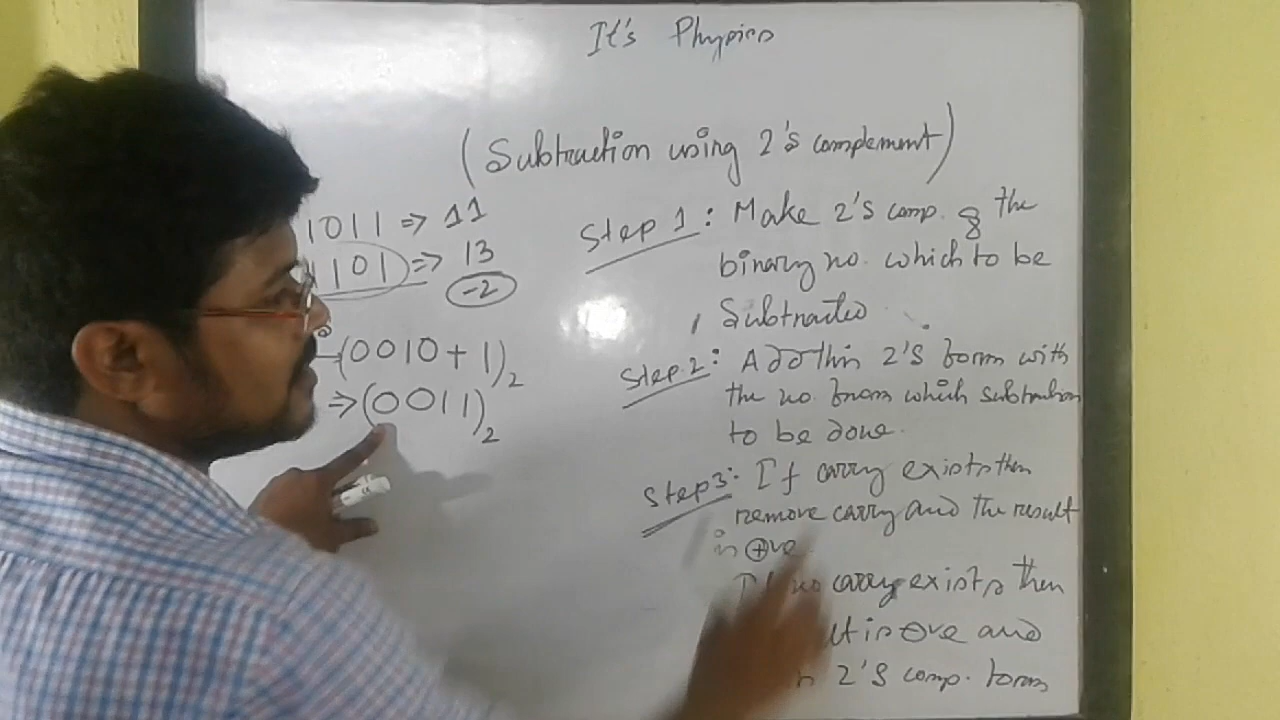 It's Physics
(Subtraction using 2's complement)
1011 => 11
1101 => 13
-2
(0010+1)₂
=> (0011)₂
Step 1: Make 2's comp. of the
binary no. which to be
Subtracted
Step 2: Add this 2's form with
the no. from which subtraction
to be done.
Step 3: If carry exists then
remove carry and the result
is ⊕ve.
If no carry exists then
is ⊖ve and
2's comp. form